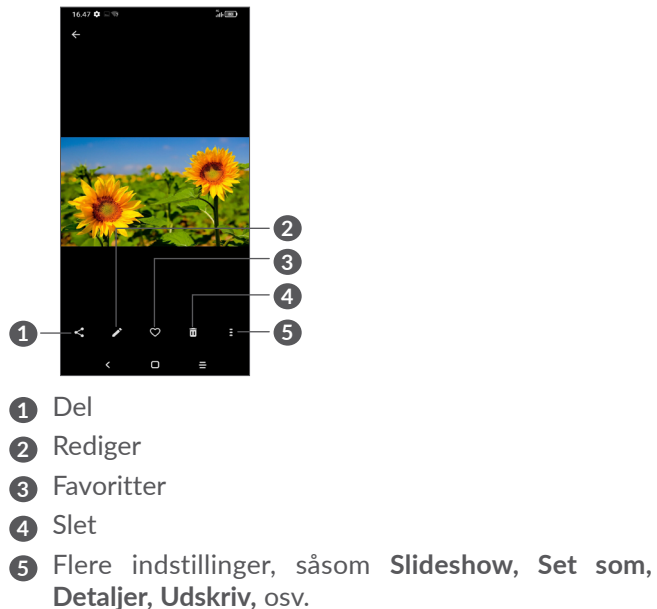 16.47
2
3
4
1
5
1 Del
2 Rediger
3 Favoritter
4 Slet
5 Flere indstillinger, såsom Slideshow, Set som,
Detaljer, Udskriv, osv.